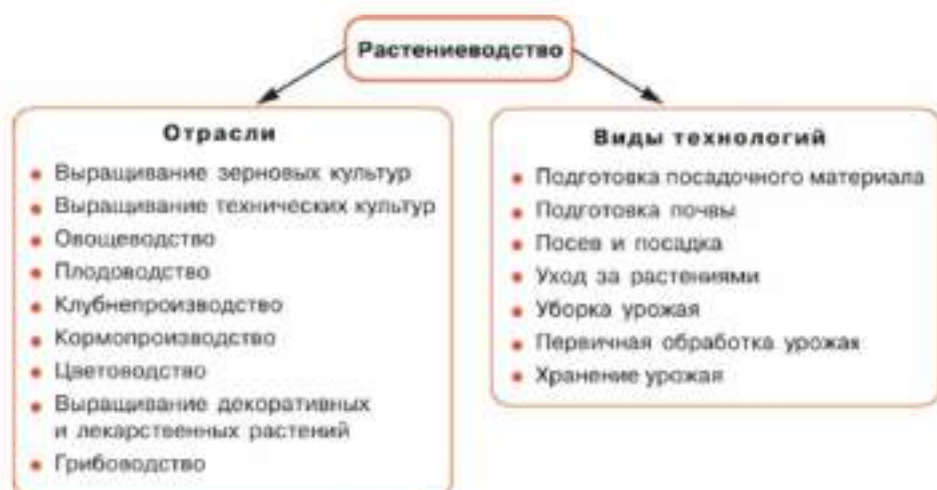 Растениеводство
Отрасли
• Выращивание зерновых культур
• Выращивание технических культур
• Овощеводство
• Плодоводство
• Клубнепроизводство
• Кормопроизводство
• Цветоводство
• Выращивание декоративных
и лекарственных растений
• Грибоводство
Виды технологий
• Подготовка посадочного материала
• Подготовка почвы
• Посев и посадка
• Уход за растениями
• Уборка урожая
• Первичная обработка урожая
• Хранение урожая